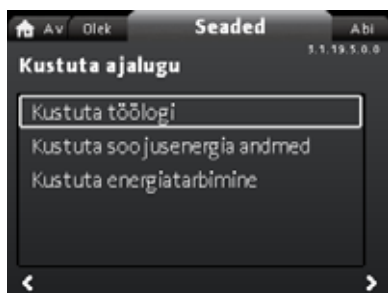 Av Olek Seaded Abi
3.1.19.5.0.0
Kustuta ajalugu
Kustuta töölogi
Kustuta soojusenergia andmed
Kustuta energiatarbimine